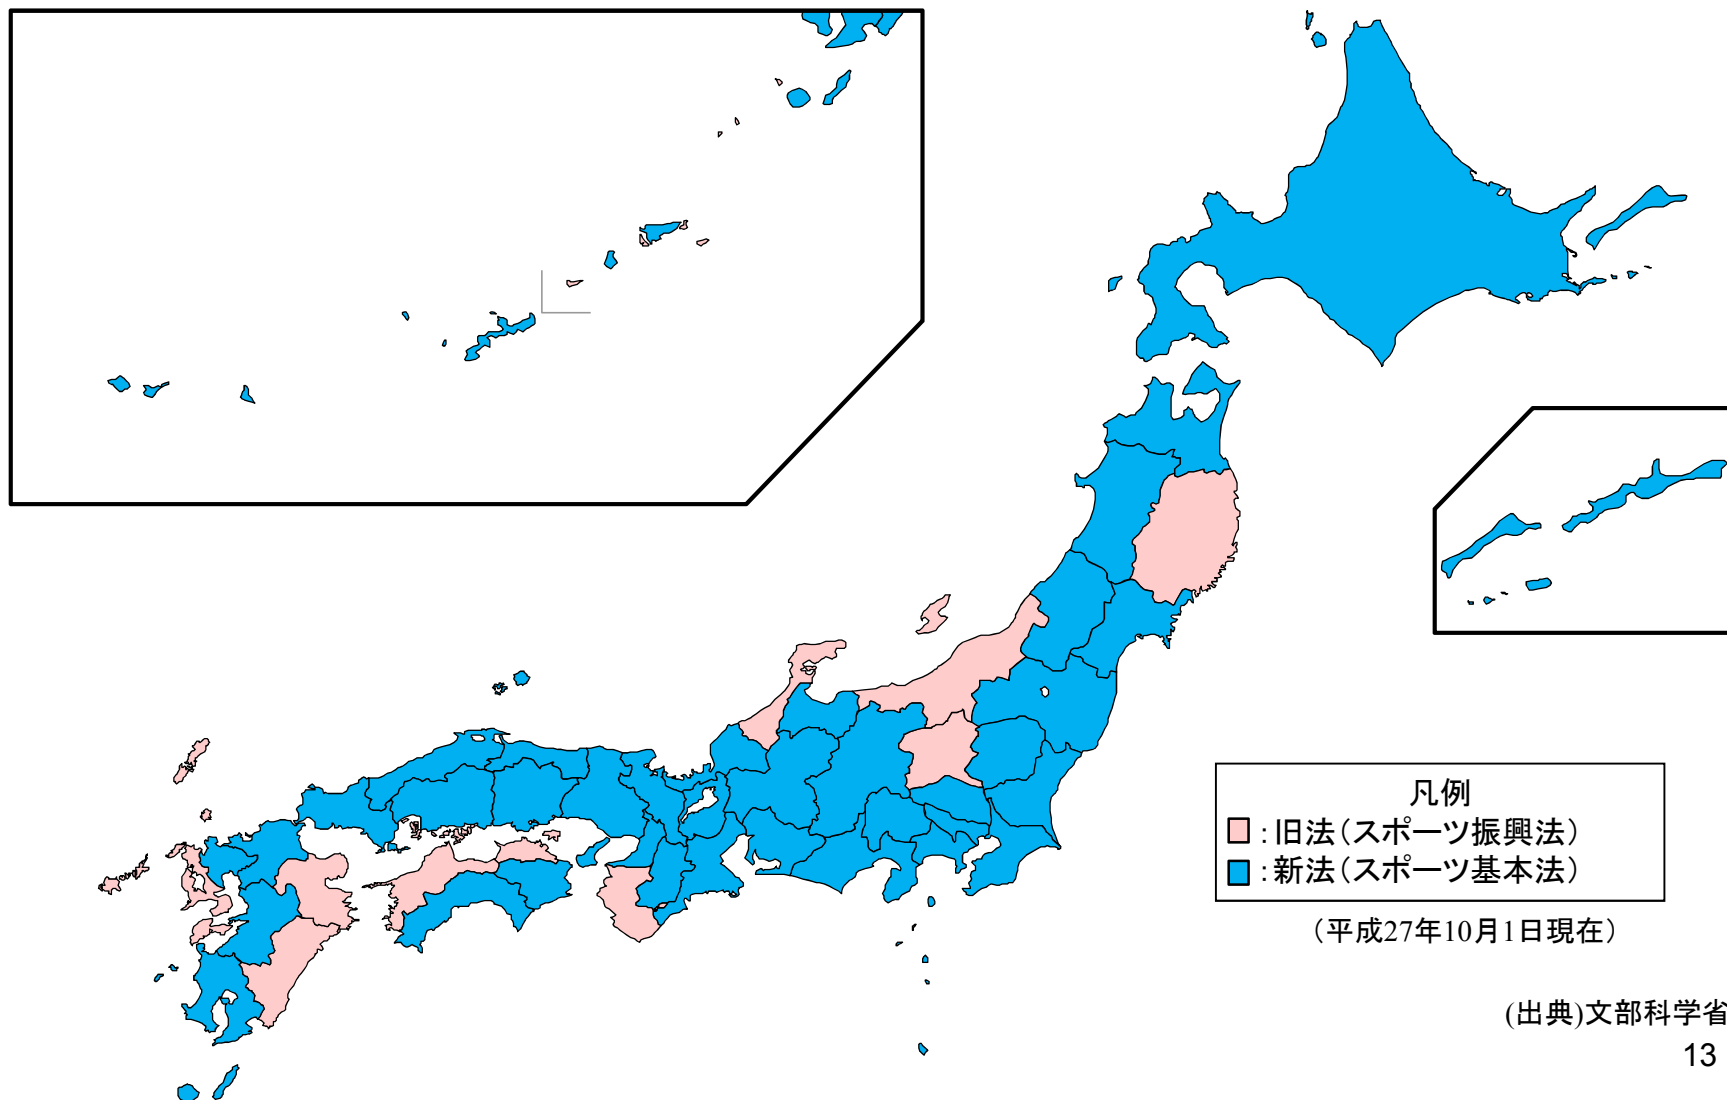 凡例
：旧法（スポーツ振興法）
：新法（スポーツ基本法）
（平成27年10月1日現在）
(出典)文部科学省
13